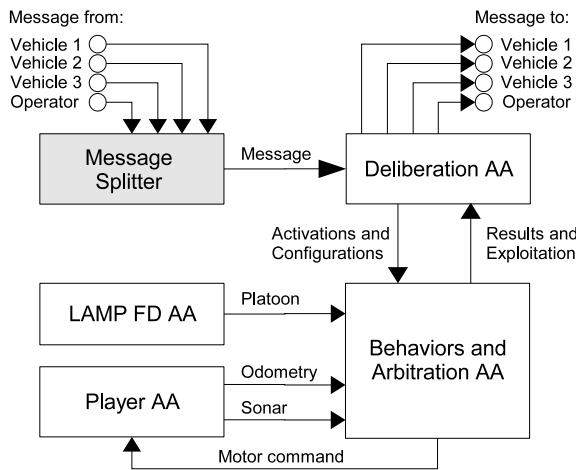 Message from:
Vehicle 1
Vehicle 2
Vehicle 3
Operator
Message to:
Vehicle 1
Vehicle 2
Vehicle 3
Operator
Message
Splitter
Message
Deliberation AA
Activations and
Configurations
Results and
Exploitation
LAMP FD AA
Platoon
Behaviors and
Arbitration AA
Player AA
Odometry
Sonar
Motor command